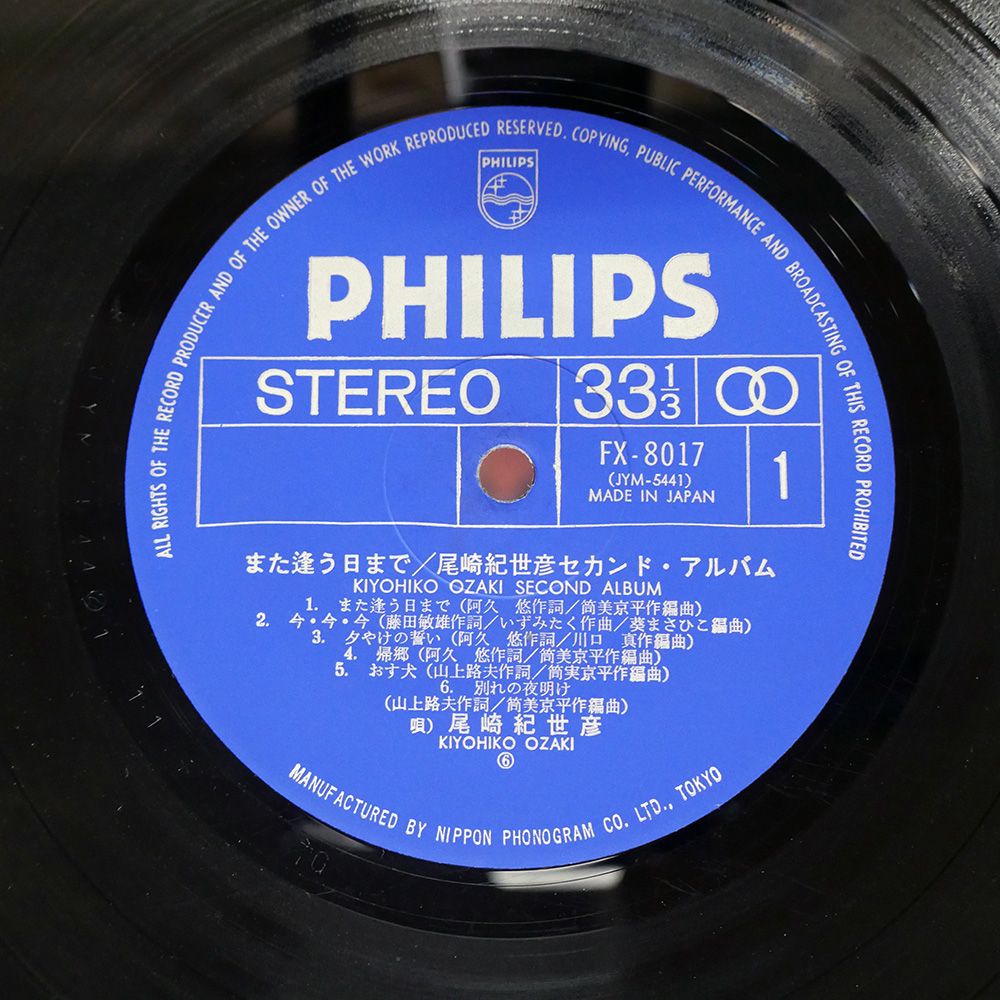 ALL RIGHTS OF THE RECORD PRODUCER AND OF THE OWNER OF THE WORK REPRODUCED RESERVED. COPYING, PUBLIC PERFORMANCE AND BROADCASTING OF THIS RECORD PROHIBITED
PHILIPS
PHILIPS
STEREO 33 1/3
FX-8017
(JYM-5441)
MADE IN JAPAN
1
また逢う日まで／尾崎紀世彦セカンド・アルバム
KIYOHIKO OZAKI SECOND ALBUM
1. また逢う日まで（阿久 悠作詞／筒美京平作編曲）
2. 今・今・今（藤田敏雄作詞／いずみたく作曲／葵まさひこ編曲）
3. 夕やけの誓い（阿久 悠作詞／川口 真作編曲）
4. 帰郷（阿久 悠作詞／筒美京平作編曲）
5. おす犬（山上路夫作詞／筒実京平作編曲）
6. 別れの夜明け
（山上路夫作詞／筒美京平作編曲）
唄）尾崎紀世彦
KIYOHIKO OZAKI
⑥
MANUFACTURED BY NIPPON PHONOGRAM CO. LTD., TOKYO